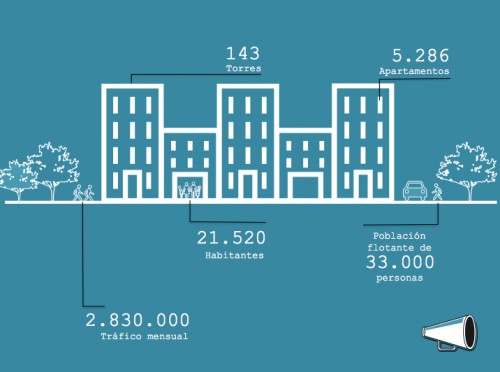 143
Torres
5.286
Apartamentos
21.520
Habitantes
Población
flotante de
33.000
personas
2.830.000
Tráfico mensual